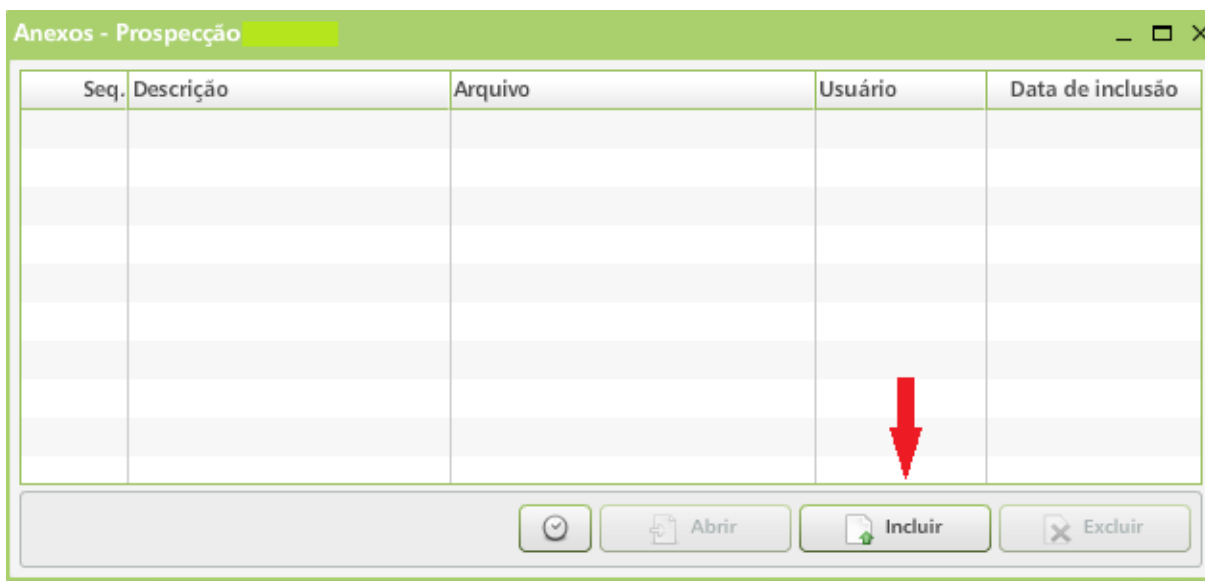 Anexos - Prospecção
Seq. Descrição Arquivo Usuário Data de inclusão
Abrir Incluir Excluir